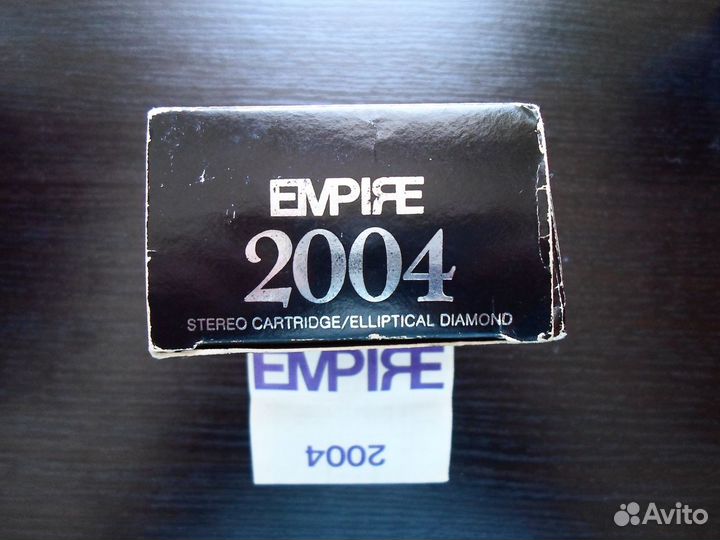 EMPIRE
2004
STEREO CARTRIDGE/ELLIPTICAL DIAMOND
EMPIRE
2004
Avito